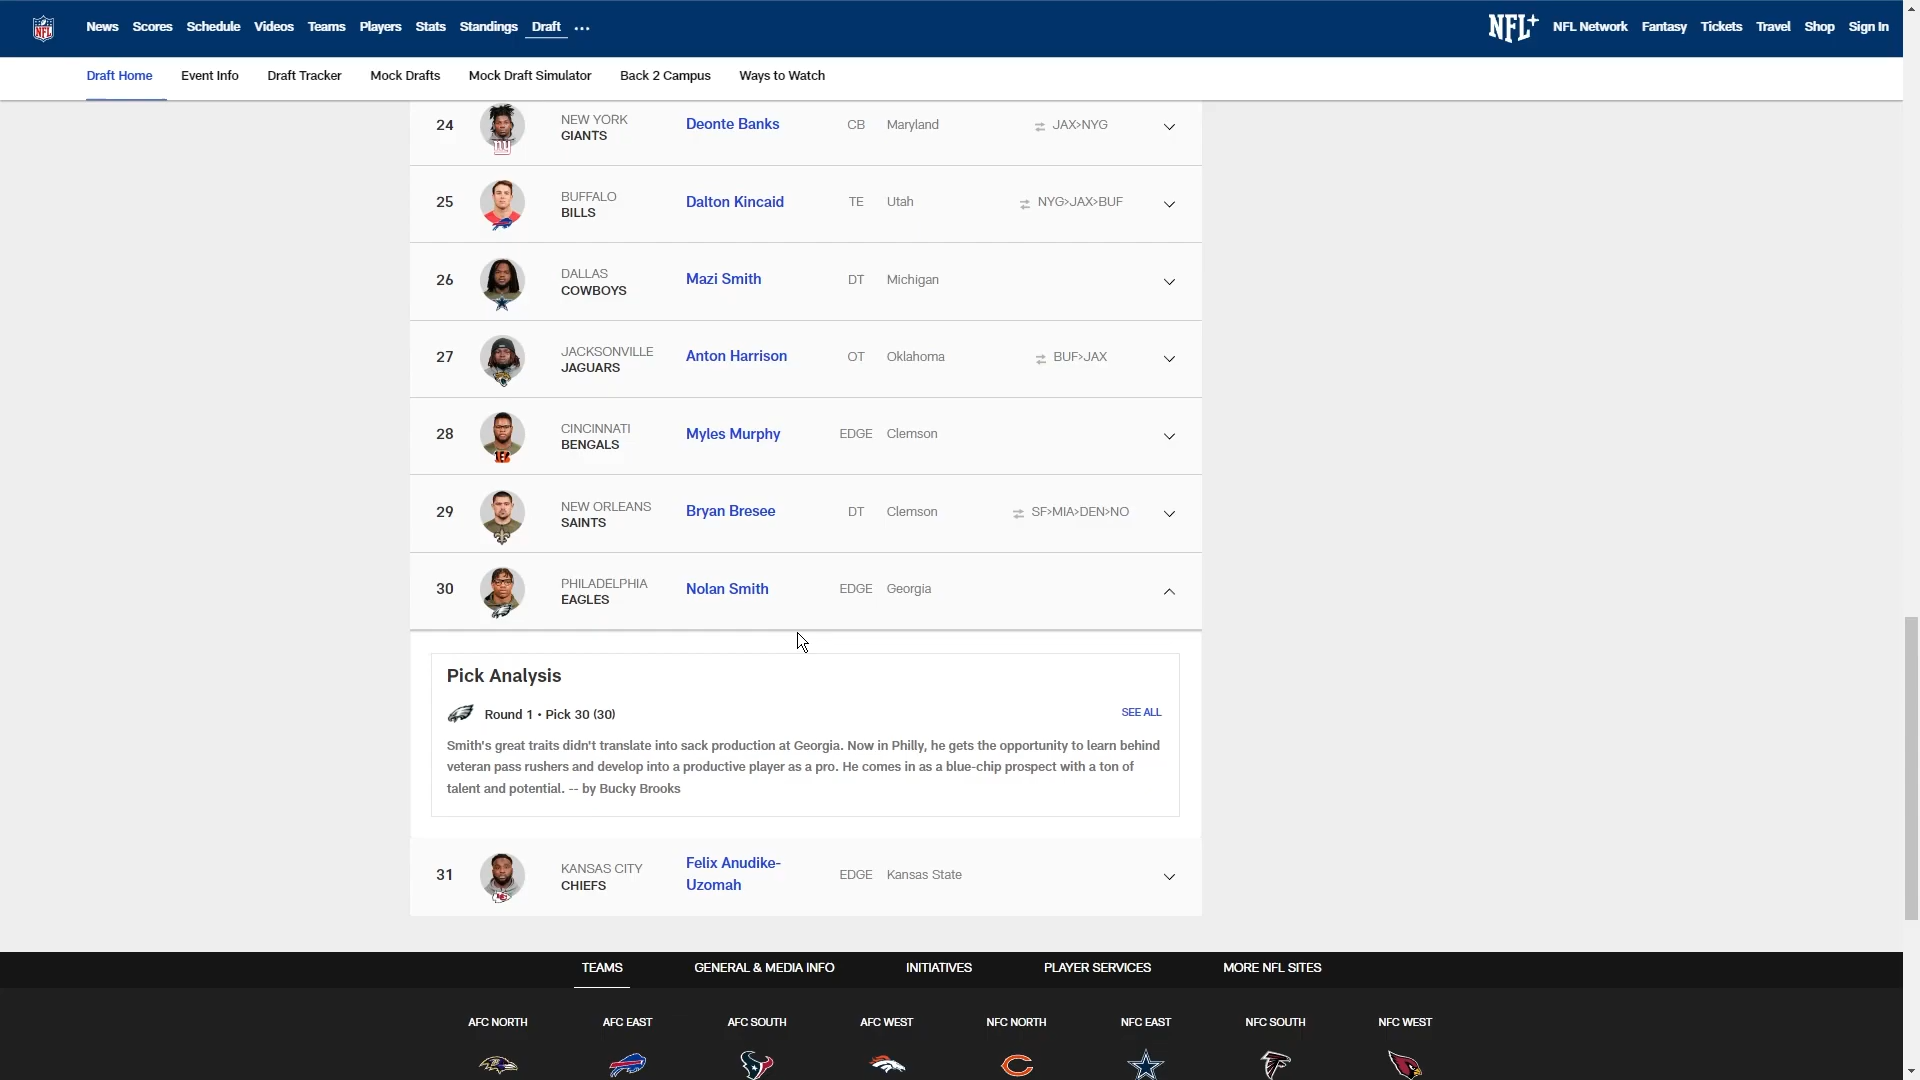 News Scores Schedule Videos Teams Players Stats Standings Draft ... NFL+ NFL Network Fantasy Tickets Travel Shop Sign In
Draft Home Event Info Draft Tracker Mock Drafts Mock Draft Simulator Back 2 Campus Ways to Watch
24 NEW YORK GIANTS Deonte Banks CB Maryland JAX>NYG
25 BUFFALO BILLS Dalton Kincaid TE Utah NYG>JAX>BUF
26 DALLAS COWBOYS Mazi Smith DT Michigan
27 JACKSONVILLE JAGUARS Anton Harrison OT Oklahoma BUF>JAX
28 CINCINNATI BENGALS Myles Murphy EDGE Clemson
29 NEW ORLEANS SAINTS Bryan Bresee DT Clemson SF>MIA>DEN>NO
30 PHILADELPHIA EAGLES Nolan Smith EDGE Georgia
Pick Analysis
Round 1 • Pick 30 (30) SEE ALL
Smith's great traits didn't translate into sack production at Georgia. Now in Philly, he gets the opportunity to learn behind
veteran pass rushers and develop into a productive player as a pro. He comes in as a blue-chip prospect with a ton of
talent and potential. -- by Bucky Brooks
31 KANSAS CITY CHIEFS Felix Anudike-Uzomah EDGE Kansas State
TEAMS GENERAL & MEDIA INFO INITIATIVES PLAYER SERVICES MORE NFL SITES
AFC NORTH AFC EAST AFC SOUTH AFC WEST NFC NORTH NFC EAST NFC SOUTH NFC WEST